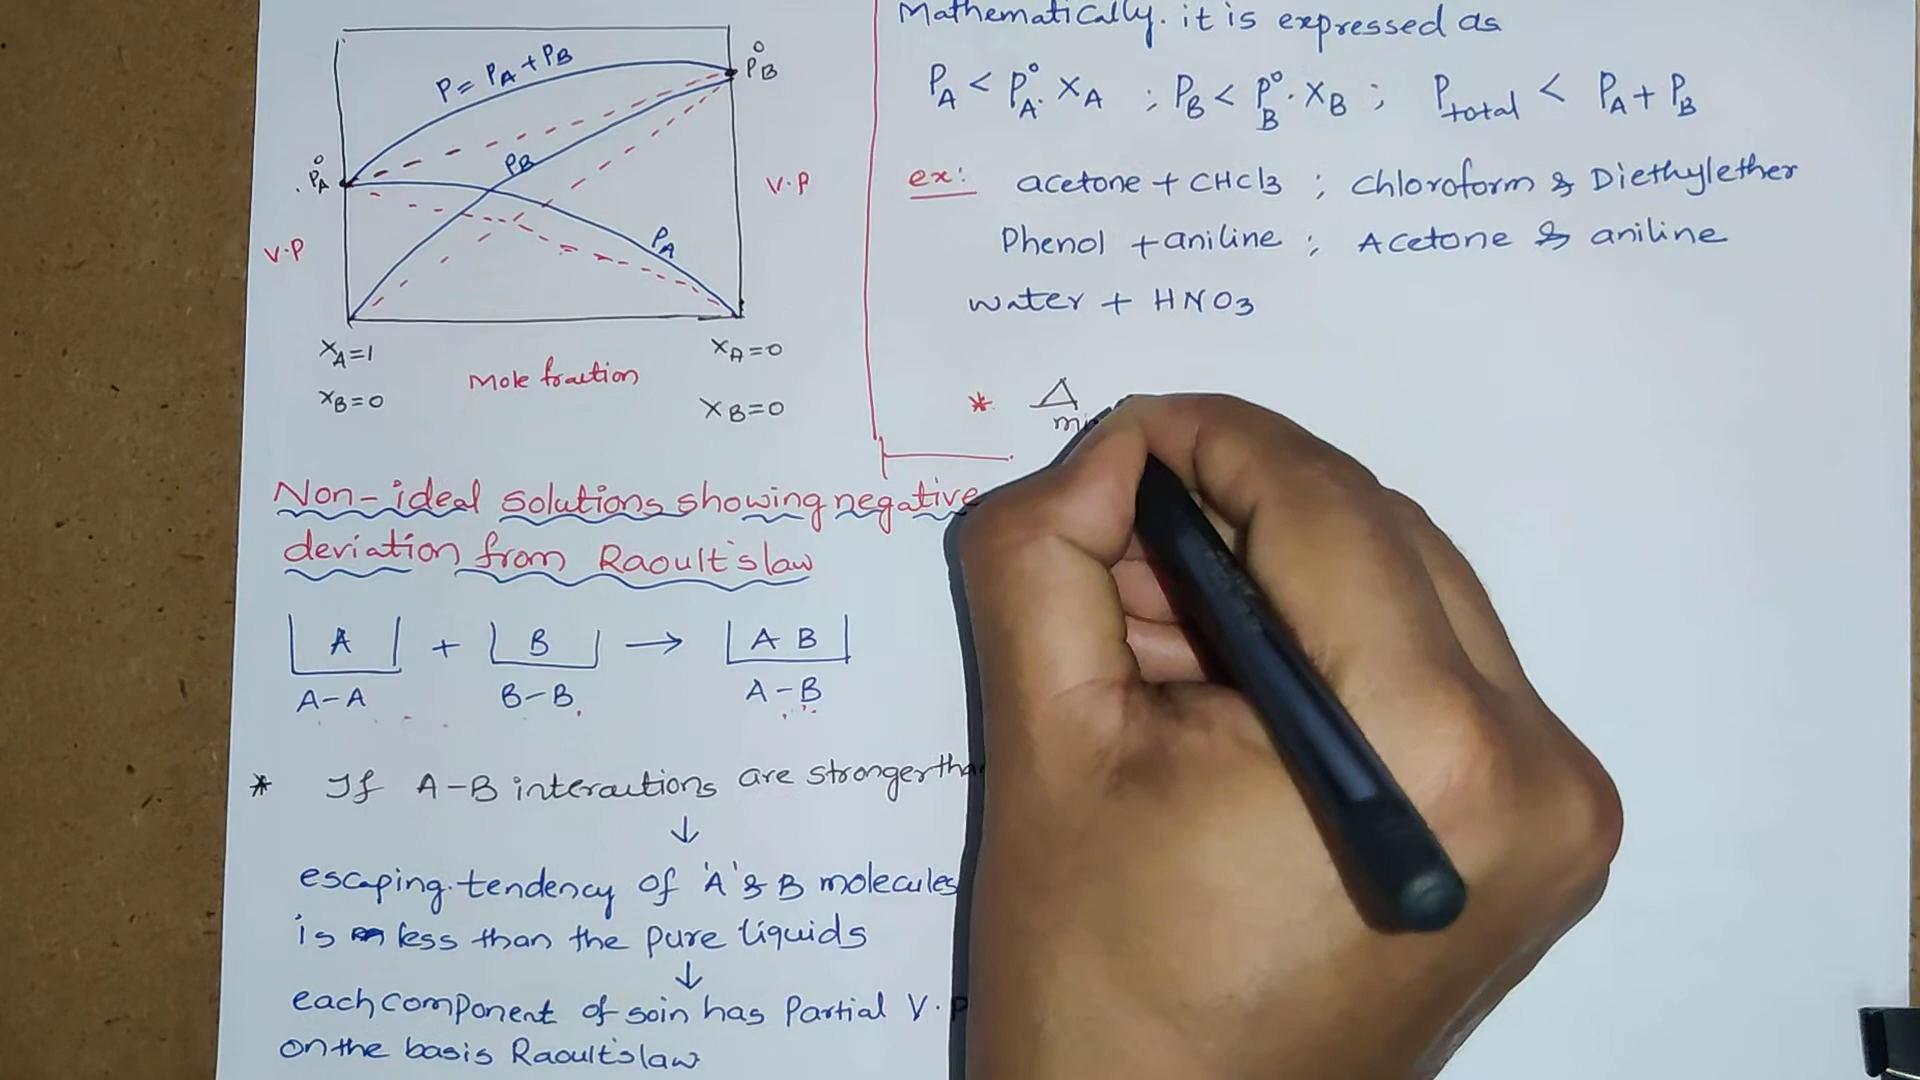 P = PA + PB
P°B
PB
P°A
V.P
PA
V.P
XA=1
XA=0
Mole fraction
XB=0
XB=0
Non-ideal solutions showing negative
deviation from Raoult's law
A + B → A B
A-A B-B A-B
* If A-B interactions are stronger
↓
escaping tendency of 'A' & B molecules
is less than the pure liquids
↓
each component of soin has Partial V.P
on the basis Raoult's law
Mathematically. it is expressed as
PA < P°A. XA ; PB < P°B. XB ; Ptotal < PA + PB
ex: acetone + CHCl3 ; chloroform & Diethylether
Phenol + aniline ; Acetone & aniline
water + HNO3
* Δ